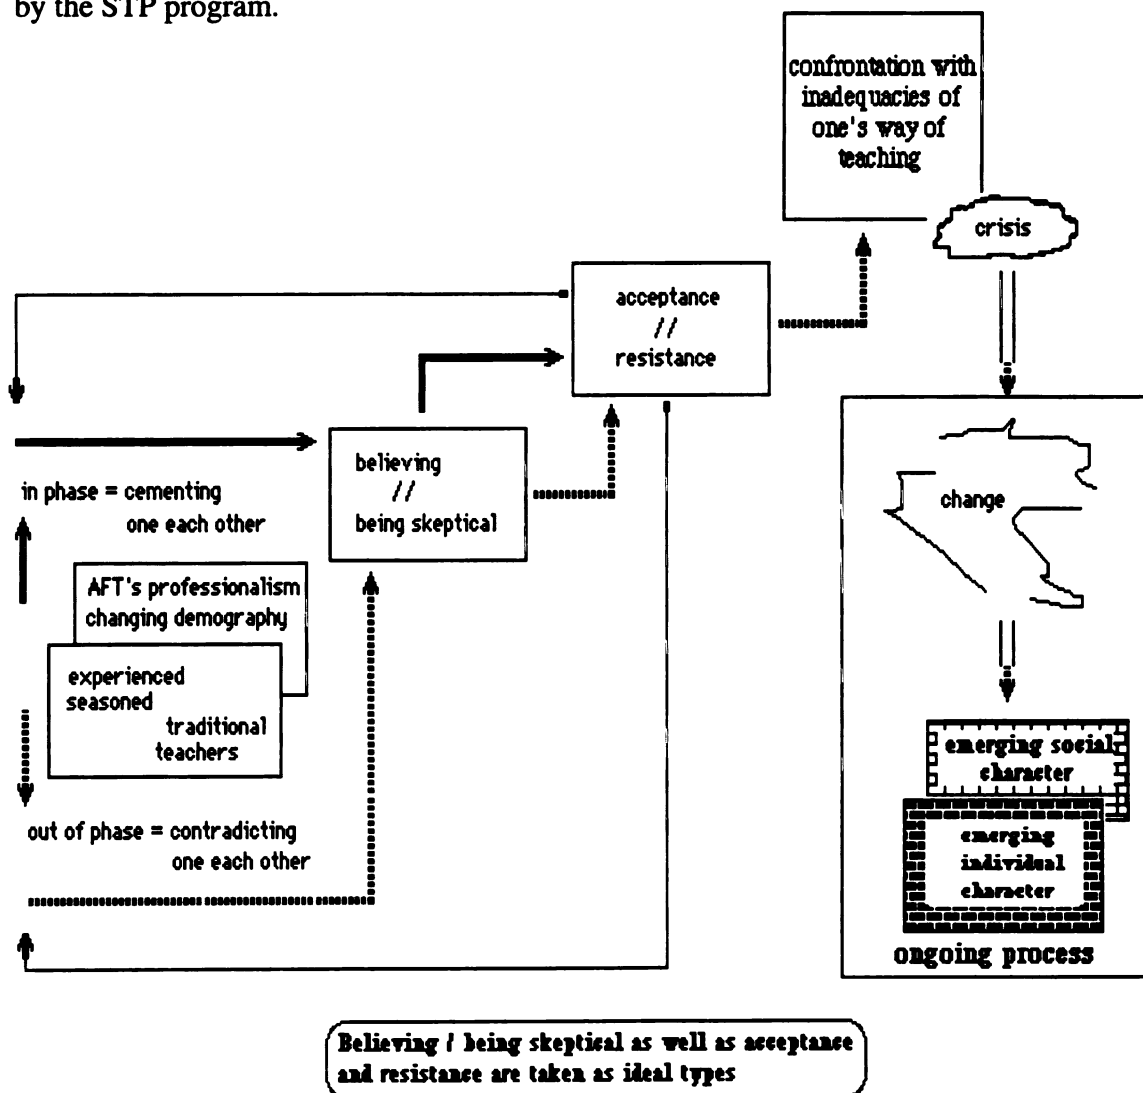 by the STP program.
confrontation with
inadequacies of
one's way of
teaching
crisis
acceptance
//
resistance
believing
//
being skeptical
in phase = cementing
one each other
AFT's professionalism
changing demography
experienced
seasoned
traditional
teachers
out of phase = contradicting
one each other
change
emerging social
character
emerging
individual
character
ongoing process
Believing / being skeptical as well as acceptance
and resistance are taken as ideal types